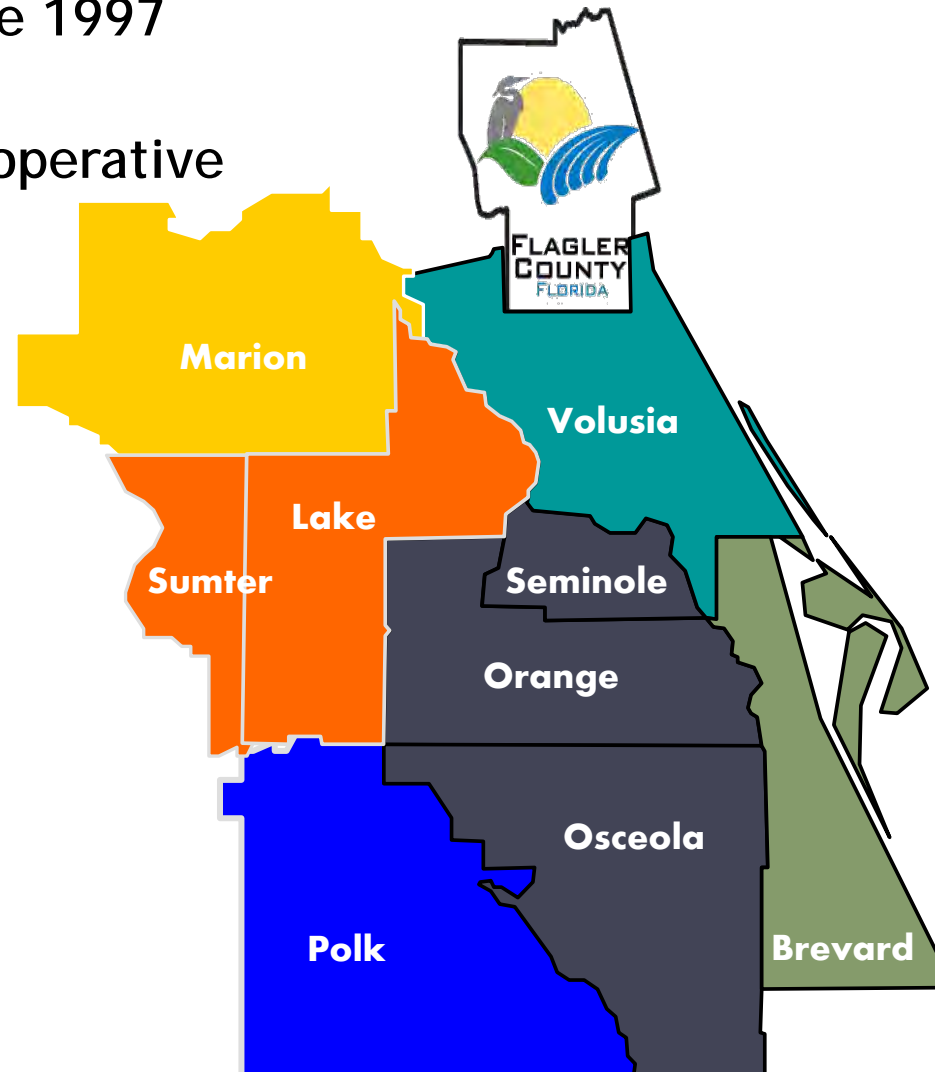 e 1997
operative
FLAGLER
COUNTY
FLORIDA
Marion
Volusia
Lake
Sumter
Seminole
Orange
Osceola
Polk
Brevard